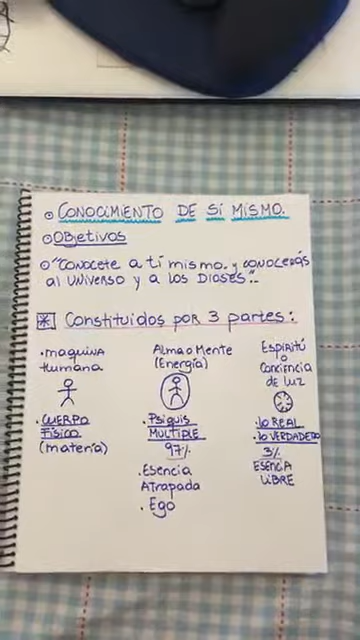 CONOCIMIENTO DE SÍ MISMO.
Objetivos
"CONOCETE a tí mismo. y CONOCERÁS
al UNIVERSO y a los DIOSES"..
Constituidos por 3 partes:
• maquina
Humana
• CUERPO
FÍSICO
(materia)
Alma o Mente
(Energía)
• Psiquis
MULTIPLE
97%
• Esencia
ATRAPADA
• Ego
ESPIRITÚ
o
Conciencia
de luz
• lo REAL
• lo VERDADERO
3%
ESENCIA
LIBRE